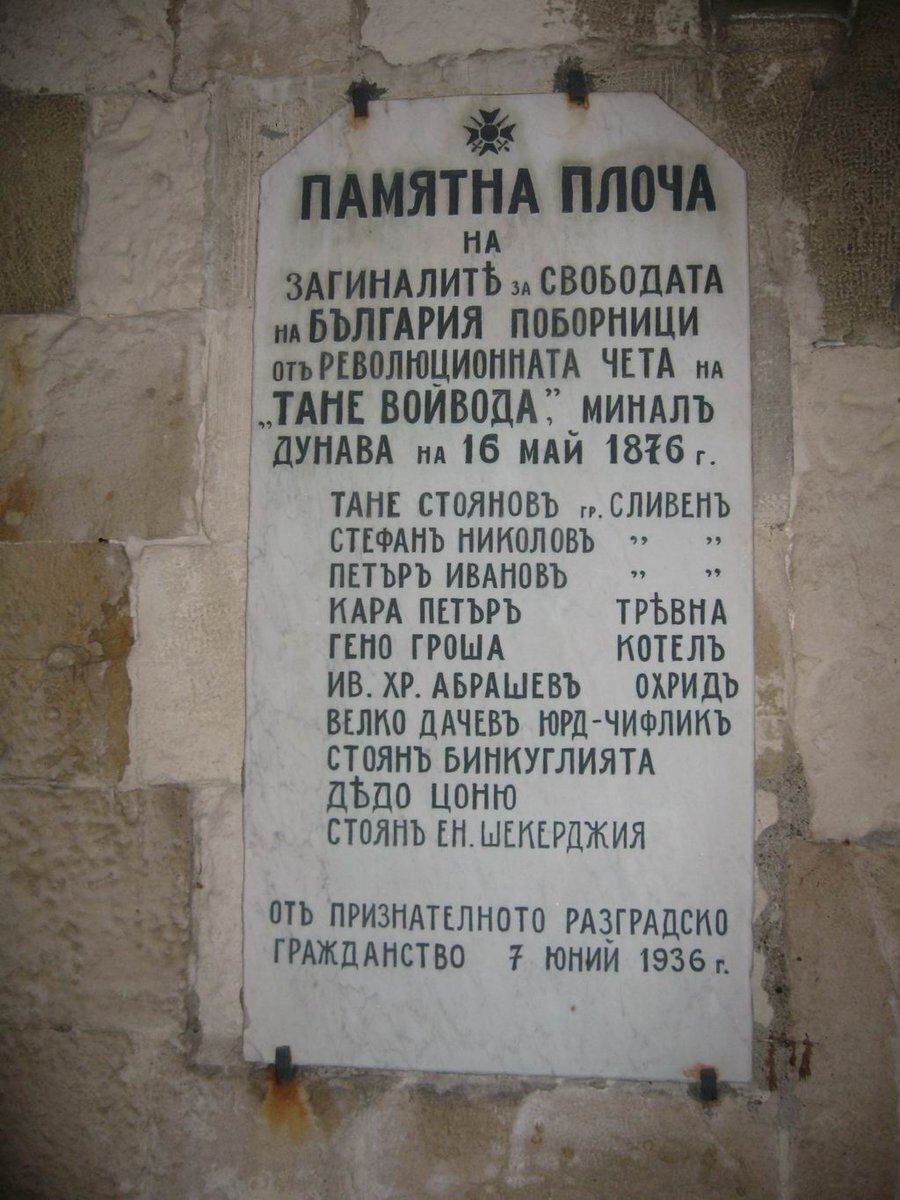 ПАМЯТНА ПЛОЧА
НА
ЗАГИНАЛИТѢ ЗА СВОБОДАТА
НА БЪЛГАРИЯ ПОБОРНИЦИ
ОТЪ РЕВОЛЮЦИОННАТА ЧЕТА НА
„ТАНЕ ВОЙВОДА,” МИНАЛЪ
ДУНАВА НА 16 МАЙ 1876 Г.
ТАНЕ СТОЯНОВЪ ГР. СЛИВЕНЪ
СТЕФАНЪ НИКОЛОВЪ ” ”
ПЕТЪРЪ ИВАНОВЪ ” ”
КАРА ПЕТЪРЪ ТРѢВНА
ГЕНО ГРОША КОТЕЛЪ
ИВ. ХР. АБРАШЕВЪ ОХРИДЪ
ВЕЛКО ДАЧЕВЪ ЮРД-ЧИФЛИКЪ
СТОЯНЪ БИНКУГЛИЯТА
ДѢДО ЦОНЮ
СТОЯНЪ ЕН. ШЕКЕРДЖИЯ
ОТЪ ПРИЗНАТЕЛНОТО РАЗГРАДСКО
ГРАЖДАНСТВО 7 ЮНИЙ 1936 Г.